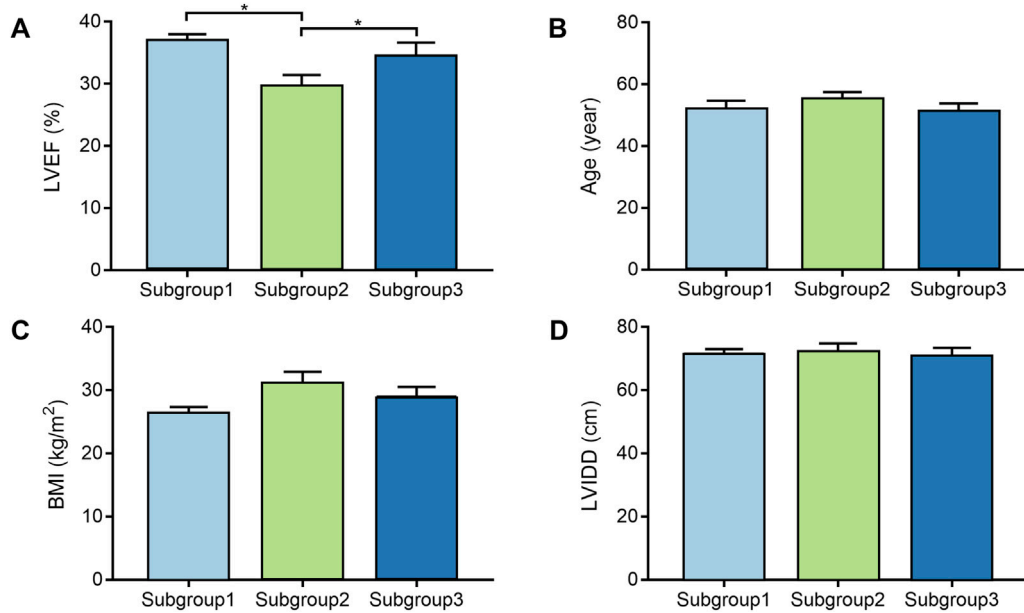 A
LVEF (%)
40
30
20
10
0
* *
Subgroup1 Subgroup2 Subgroup3
B
Age (year)
80
60
40
20
0
Subgroup1 Subgroup2 Subgroup3
C
BMI (kg/m²)
40
30
20
10
0
Subgroup1 Subgroup2 Subgroup3
D
LVIDD (cm)
80
60
40
20
0
Subgroup1 Subgroup2 Subgroup3